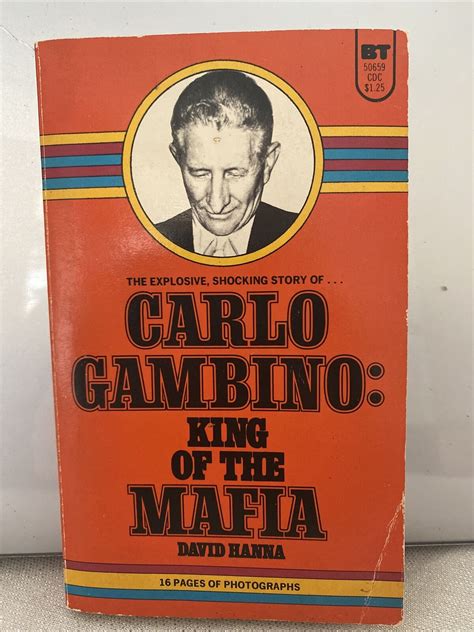 BT
50659
CDC
$1.25
THE EXPLOSIVE, SHOCKING STORY OF . . .
CARLO
GAMBINO:
KING
OF THE
MAFIA
DAVID HANNA
16 PAGES OF PHOTOGRAPHS